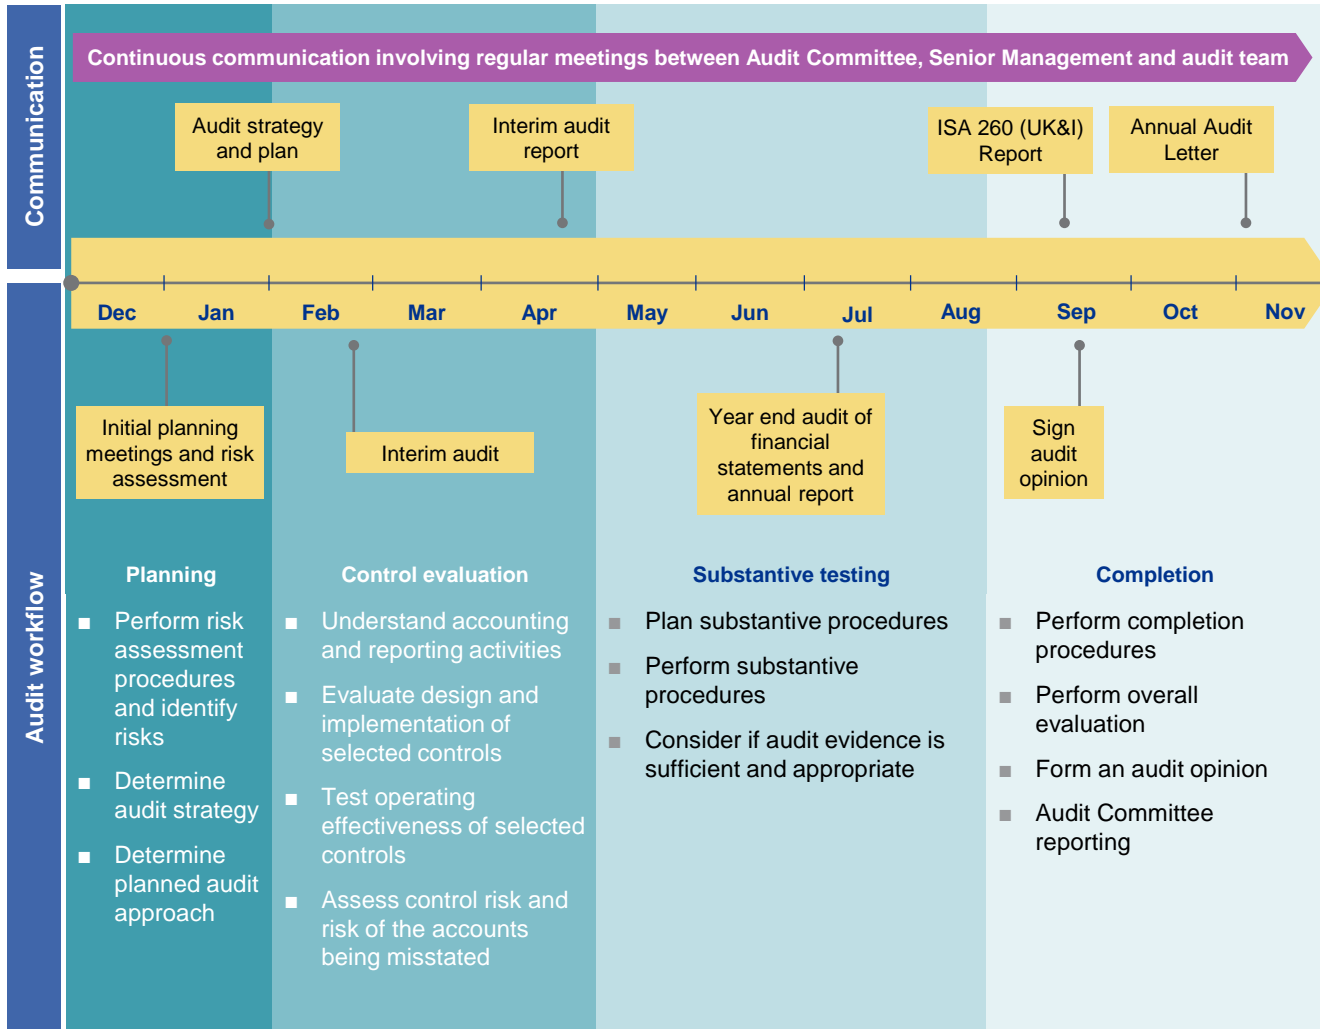 Communication
Continuous communication involving regular meetings between Audit Committee, Senior Management and audit team
Audit strategy
and plan
Interim audit
report
ISA 260 (UK&I)
Report
Annual Audit
Letter
Dec
Jan
Feb
Mar
Apr
May
Jun
Jul
Aug
Sep
Oct
Nov
Audit workflow
Initial planning
meetings and risk
assessment
Interim audit
Year end audit of
financial
statements and
annual report
Sign
audit
opinion
Planning
■ Perform risk
assessment
procedures
and identify
risks
■ Determine
audit strategy
■ Determine
planned audit
approach
Control evaluation
■ Understand accounting
and reporting activities
■ Evaluate design and
implementation of
selected controls
■ Test operating
effectiveness of selected
controls
■ Assess control risk and
risk of the accounts
being misstated
Substantive testing
■ Plan substantive procedures
■ Perform substantive
procedures
■ Consider if audit evidence is
sufficient and appropriate
Completion
■ Perform completion
procedures
■ Perform overall
evaluation
■ Form an audit opinion
■ Audit Committee
reporting